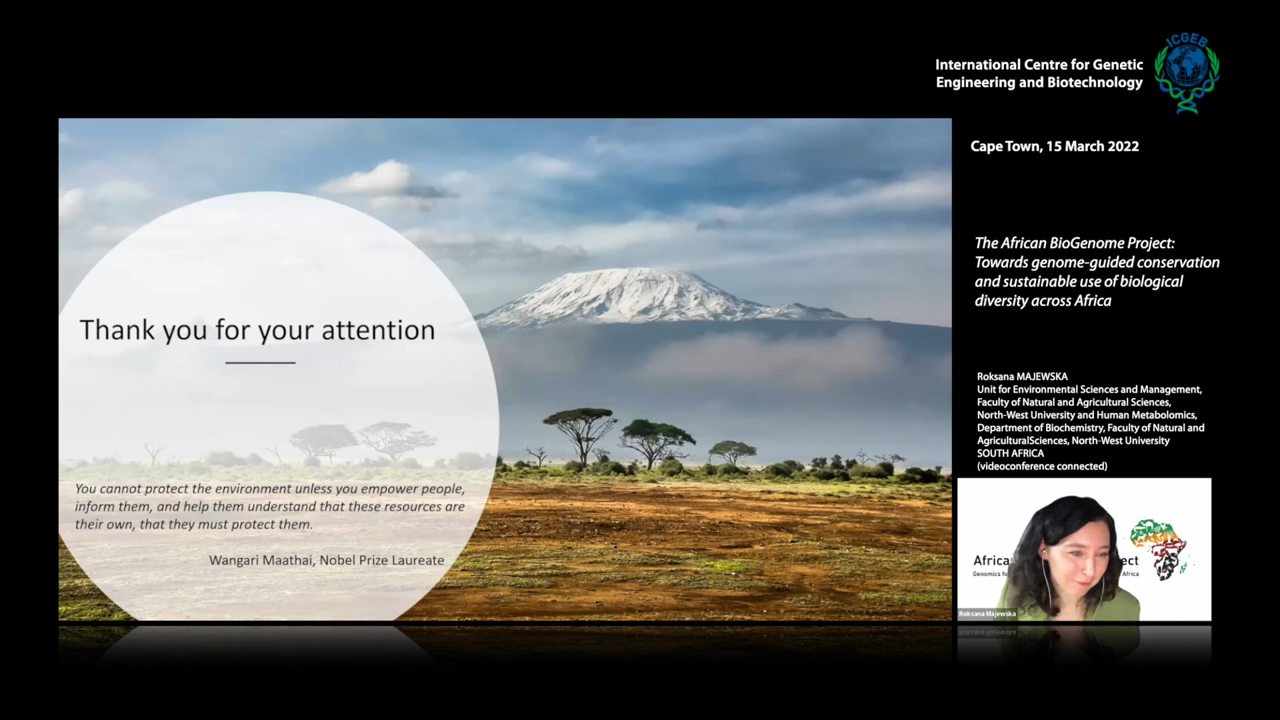 ICGEB
International Centre for Genetic
Engineering and Biotechnology
Cape Town, 15 March 2022
Thank you for your attention
You cannot protect the environment unless you empower people,
inform them, and help them understand that these resources are
their own, that they must protect them.
Wangari Maathai, Nobel Prize Laureate
The African BioGenome Project:
Towards genome-guided conservation
and sustainable use of biological
diversity across Africa
Roksana MAJEWSKA
Unit for Environmental Sciences and Management,
Faculty of Natural and Agricultural Sciences,
North-West University and Human Metabolomics,
Department of Biochemistry, Faculty of Natural and
AgriculturalSciences, North-West University
SOUTH AFRICA
(videoconference connected)
Africa ect
Genomics fo Africa
Roksana Majewska